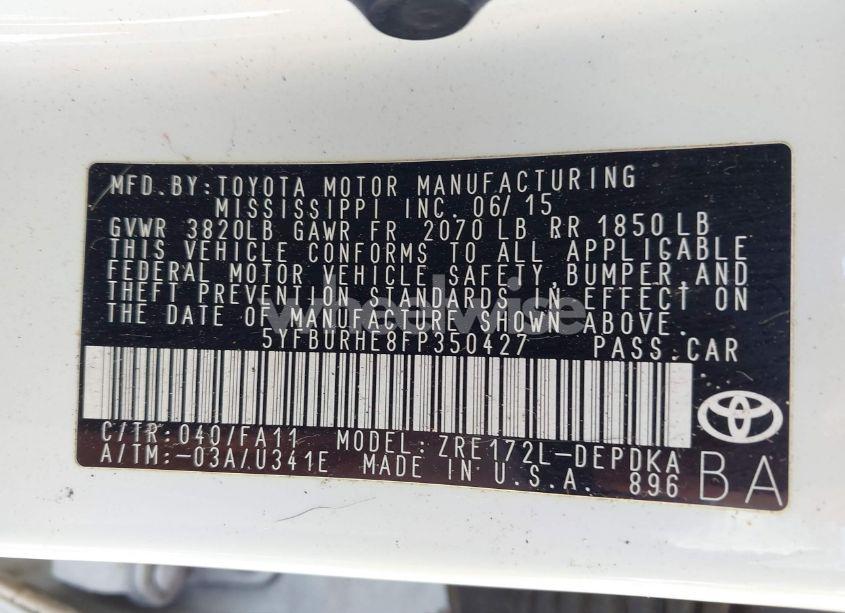 MFD. BY: TOYOTA MOTOR MANUFACTURING
MISSISSIPPI INC. 06/15
GVWR 3820LB GAWR FR 2070 LB RR 1850LB
THIS VEHICLE CONFORMS TO ALL APPLICABLE
FEDERAL MOTOR VEHICLE SAFETY, BUMPER, AND
THEFT PREVENTION STANDARDS IN EFFECT ON
THE DATE OF MANUFACTURE SHOWN ABOVE.
wheelwise
5YFBURHE8FP350427 PASS.CAR
C/TR: 040/FA11 MODEL: ZRE172L-DEPDKA
A/TM: -03A/U341E MADE IN U.S.A. 896 BA